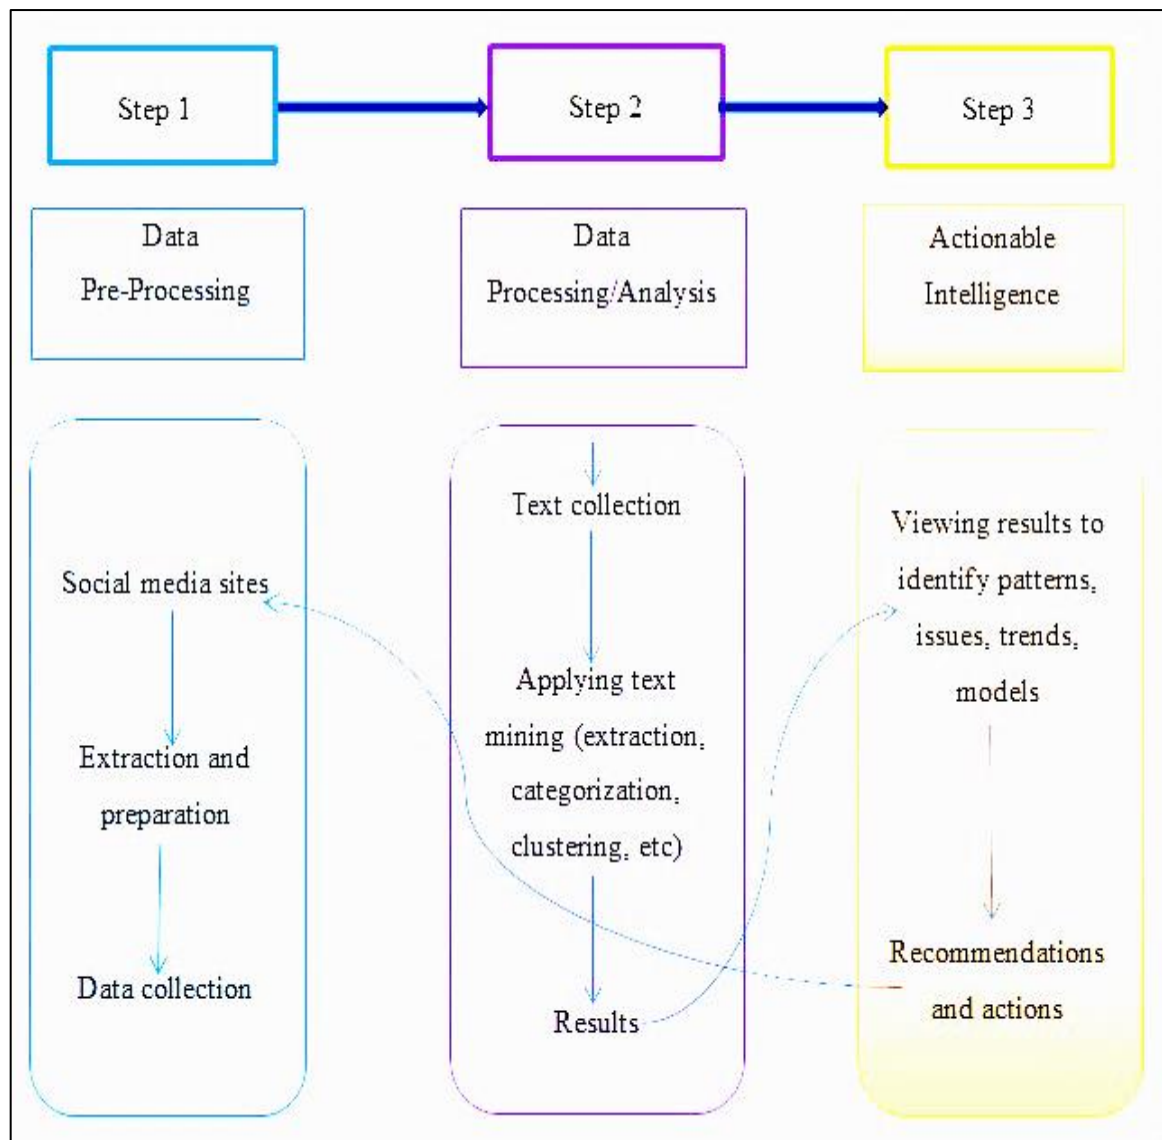 Step 1
Step 2
Step 3
Data
Pre-Processing
Data
Processing/Analysis
Actionable
Intelligence
Social media sites
Extraction and
preparation
Data collection
Text collection
Applying text
mining (extraction,
categorization,
clustering, etc)
Results
Viewing results to
identify patterns,
issues, trends,
models
Recommendations
and actions